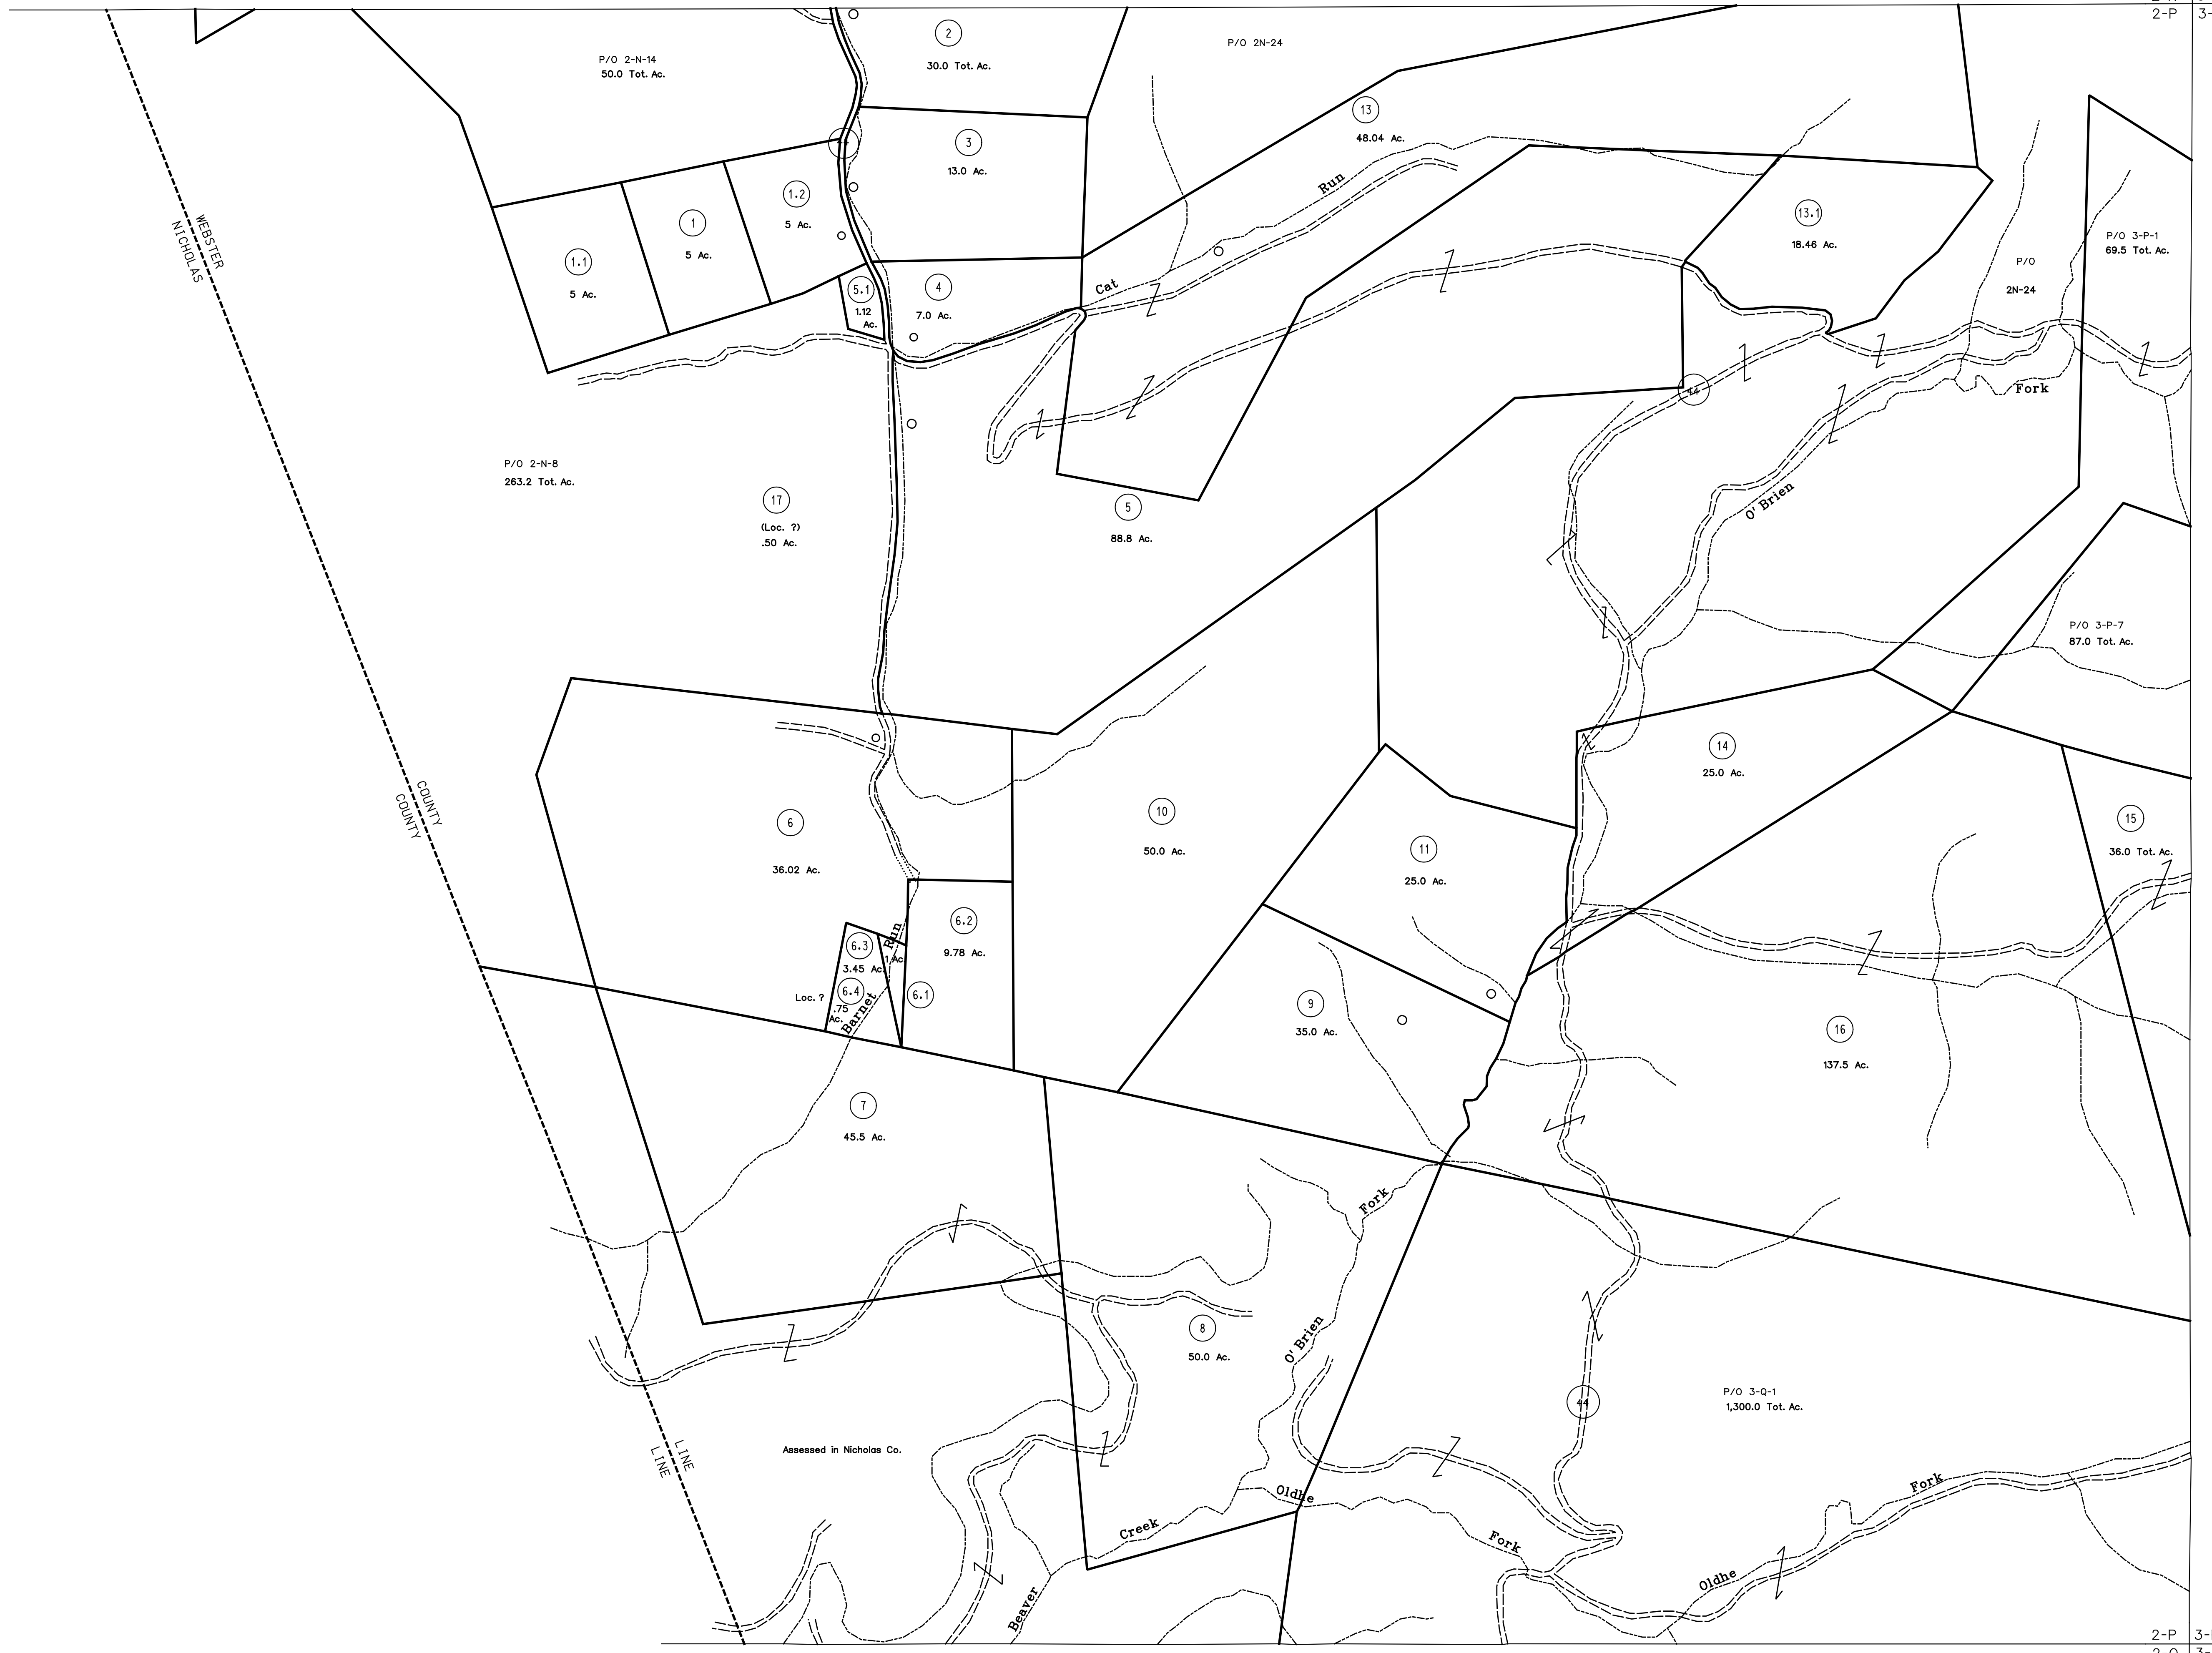 2-P
3-
2
30.0 Tot. Ac.
P/O 2N-24
P/O 2-N-14
50.0 Tot. Ac.
13
48.04 Ac.
44
3
13.0 Ac.
Run
1.2
5 Ac.
1
5 Ac.
1.1
5 Ac.
13.1
18.46 Ac.
P/O 3-P-1
69.5 Tot. Ac.
P/O
2N-24
WEBSTER
NICHOLAS
5.1
1.12
Ac.
4
7.0 Ac.
Cat
44
Fork
P/O 2-N-8
263.2 Tot. Ac.
17
(Loc. ?)
.50 Ac.
5
88.8 Ac.
O' Brien
P/O 3-P-7
87.0 Tot. Ac.
14
25.0 Ac.
COUNTY
COUNTY
6
36.02 Ac.
10
50.0 Ac.
11
25.0 Ac.
15
36.0 Tot. Ac.
6.2
9.78 Ac.
Run
6.3
3.45 Ac.
1 Ac.
6.4
.75
Ac.
Loc. ?
6.1
Barnet
9
35.0 Ac.
16
137.5 Ac.
7
45.5 Ac.
Fork
O' Brien
8
50.0 Ac.
44
P/O 3-Q-1
1,300.0 Tot. Ac.
Assessed in Nicholas Co.
LINE
LINE
Oldhe
Fork
Creek
Fork
Oldhe
Beaver
2-P
3-